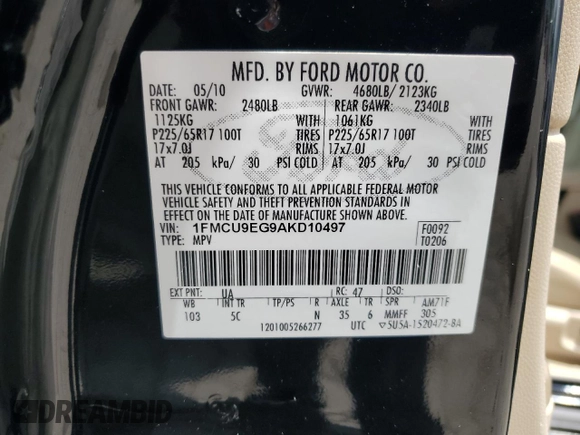 MFD. BY FORD MOTOR CO.
DATE: 05/10 GVWR: 4680LB/ 2123KG
FRONT GAWR: 2480LB REAR GAWR: 2340LB
1125KG WITH 1061KG WITH
P225/65R17 100T TIRES P225/65R17 100T TIRES
17x7.0J RIMS 17x7.0J RIMS
AT 205 kPa/ 30 PSI COLD AT 205 kPa/ 30 PSI COLD
Ford
THIS VEHICLE CONFORMS TO ALL APPLICABLE FEDERAL MOTOR
VEHICLE SAFETY AND THEFT PREVENTION STANDARDS IN
EFFECT ON THE DATE OF MANUFACTURE SHOWN ABOVE.
VIN: 1FMCU9EG9AKD10497 F0092
TYPE: MPV T0206
EXT PNT: UA RC: 47 DSO:
WB INT TR TP/PS R AXLE TR SPR AM71F
103 5C N 35 6 MMFF 305
1201005266277 UTC ▽5U5A-1520472-BA
DREAMBID